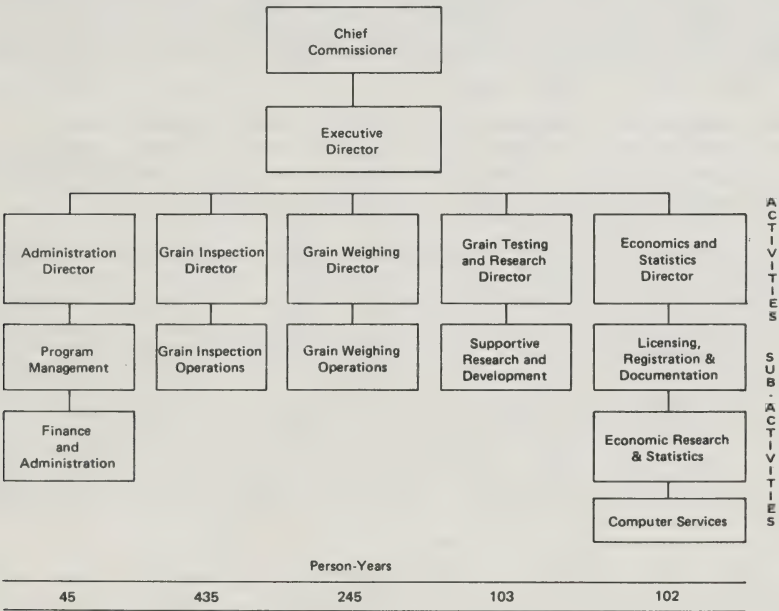 Chief
Commissioner
Executive
Director
Administration
Director
Grain Inspection
Director
Grain Weighing
Director
Grain Testing
and Research
Director
Economics and
Statistics
Director
ACTIVITIES
Program
Management
Grain Inspection
Operations
Grain Weighing
Operations
Supportive
Research and
Development
Licensing,
Registration &
Documentation
SUB-ACTIVITIES
Finance
and
Administration
Economic Research
& Statistics
Computer Services
Person-Years
45 435 245 103 102